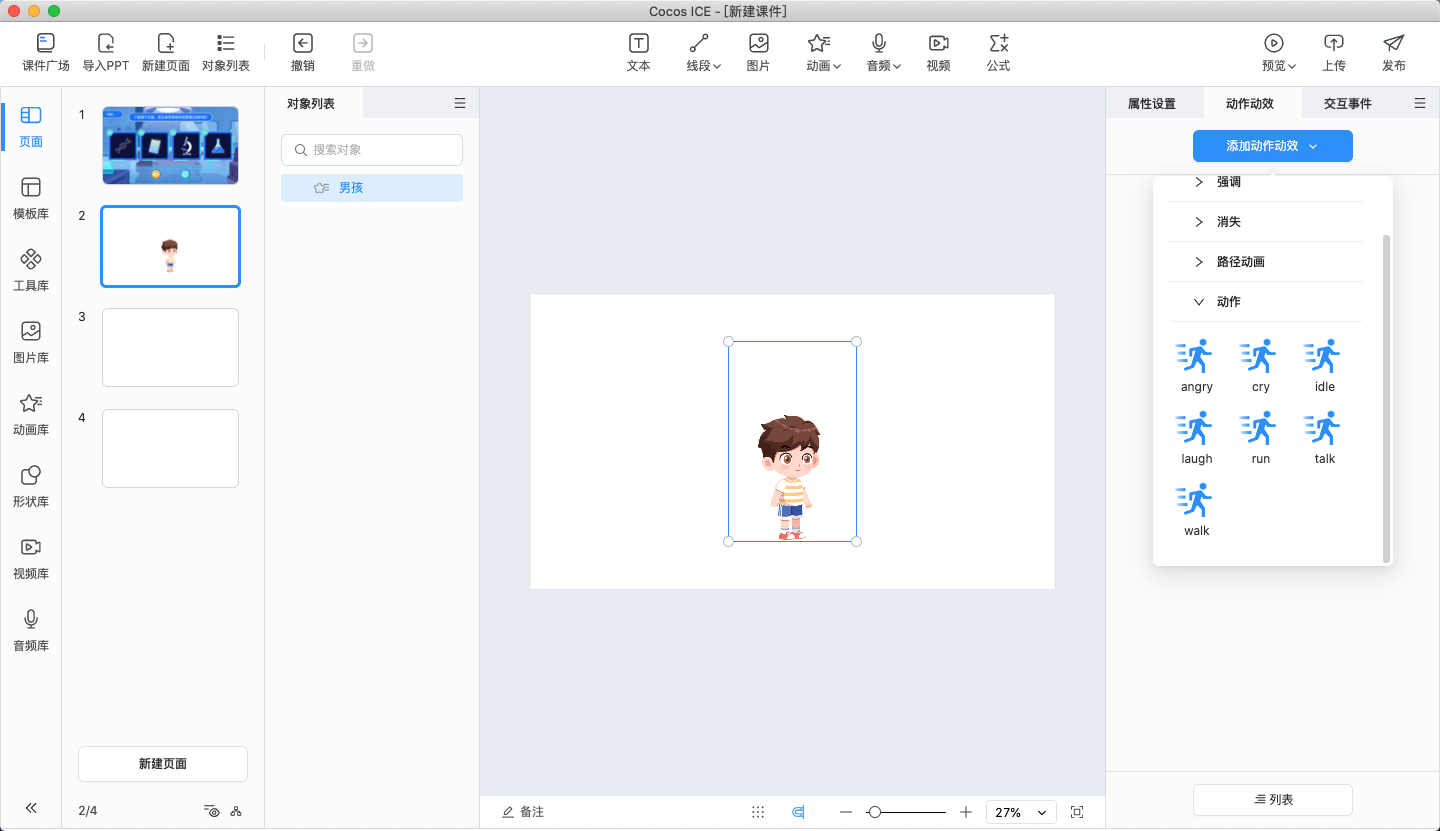 Cocos ICE - [新建课件]
课件广场 导入PPT 新建页面 对象列表 撤销 重做 文本 线段 图片 动画 音频 视频 公式 预览 上传 发布
页面
模板库
工具库
图片库
动画库
形状库
视频库
音频库
1
2
3
4
新建页面
2/4
对象列表
搜索对象
男孩
备注
27%
属性设置 动作动效 交互事件
添加动作动效
强调
消失
路径动画
动作
angry cry idle
laugh run talk
walk
列表